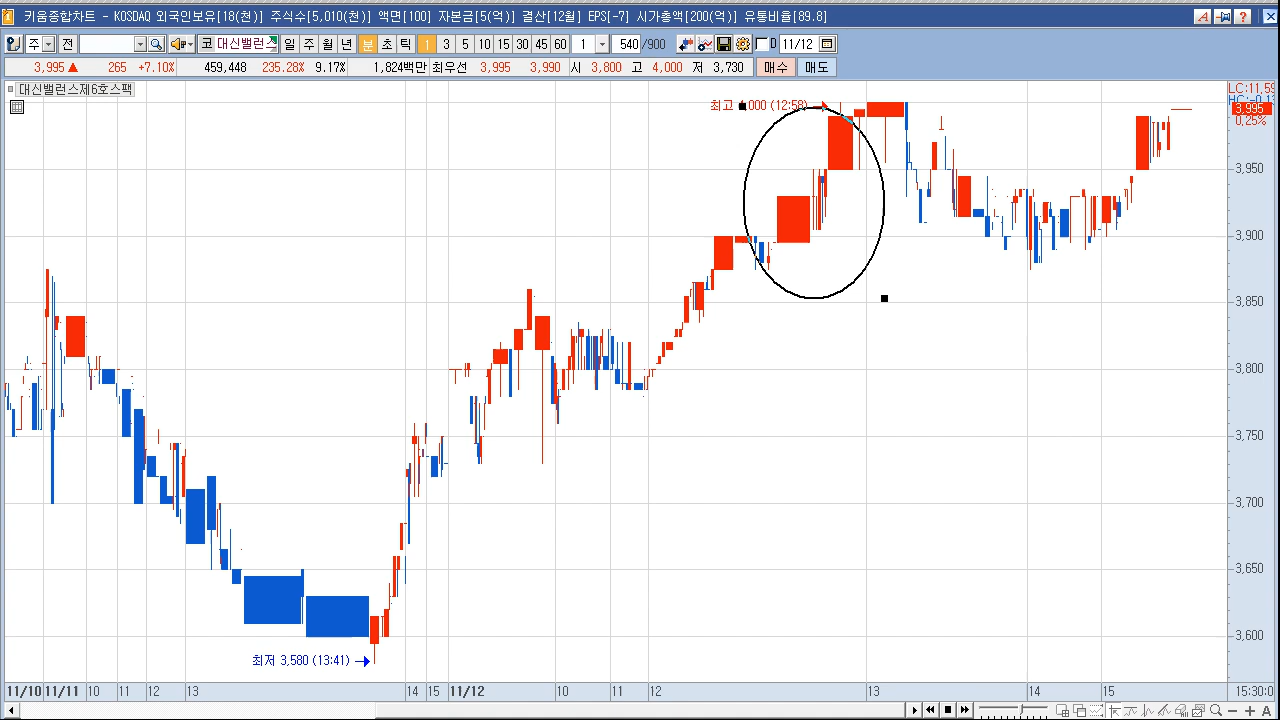 키움종합차트 - KOSDAQ 외국인보유[18(천)] 주식수[5,010(천)] 액면[100] 자본금[5(억)] 결산[12월] EPS[-7] 시가총액[200(억)] 유통비율[89.8]
주 전 코 대신밸런 일 주 월 년 분 초 틱 1 3 5 10 15 30 45 60 1 540 /900 D 11/12
3,995 ▲ 265 +7.10% 459,448 235.28% 9.17% 1,824백만 최우선 3,995 3,990 시 3,800 고 4,000 저 3,730 매수 매도
대신밸런스제6호스팩
LC:11,59
최고 ,000 (12:58)
3,995
0.25%
3,950
3,900
3,850
3,800
3,750
3,700
3,650
3,600
최저 3,580 (13:41)
11/10 11/11 10 11 12 13 14 15 11/12 10 11 12 13 14 15 15:30:0
A